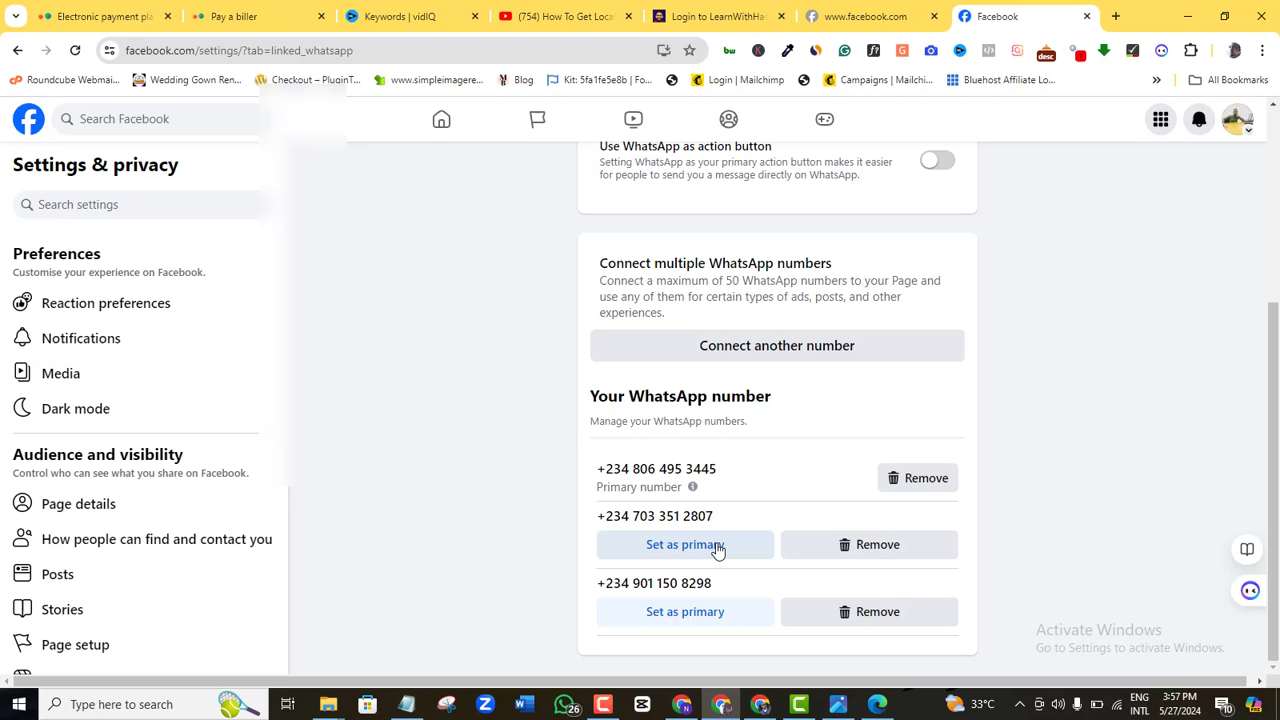 Electronic payment pla
Pay a biller
Keywords | vidIQ
(754) How To Get Loca
Login to LearnWithHas
www.facebook.com
Facebook
facebook.com/settings/?tab=linked_whatsapp
Roundcube Webmai...
Wedding Gown Ren...
Checkout – PluginT...
www.simpleimagere...
Blog
Kit: 5fa1fe5e8b | Fo...
Login | Mailchimp
Campaigns | Mailchi...
Bluehost Affiliate Lo...
All Bookmarks
Search Facebook
Settings & privacy
Search settings
Preferences
Customise your experience on Facebook.
Reaction preferences
Notifications
Media
Dark mode
Audience and visibility
Control who can see what you share on Facebook.
Page details
How people can find and contact you
Posts
Stories
Page setup
Use WhatsApp as action button
Setting WhatsApp as your primary action button makes it easier
for people to send you a message directly on WhatsApp.
Connect multiple WhatsApp numbers
Connect a maximum of 50 WhatsApp numbers to your Page and
use any of them for certain types of ads, posts, and other
experiences.
Connect another number
Your WhatsApp number
Manage your WhatsApp numbers.
+234 806 495 3445
Primary number
Remove
+234 703 351 2807
Set as primary
Remove
+234 901 150 8298
Set as primary
Remove
Activate Windows
Go to Settings to activate Windows.
Type here to search
26
33°C
ENG
INTL
3:57 PM
5/27/2024